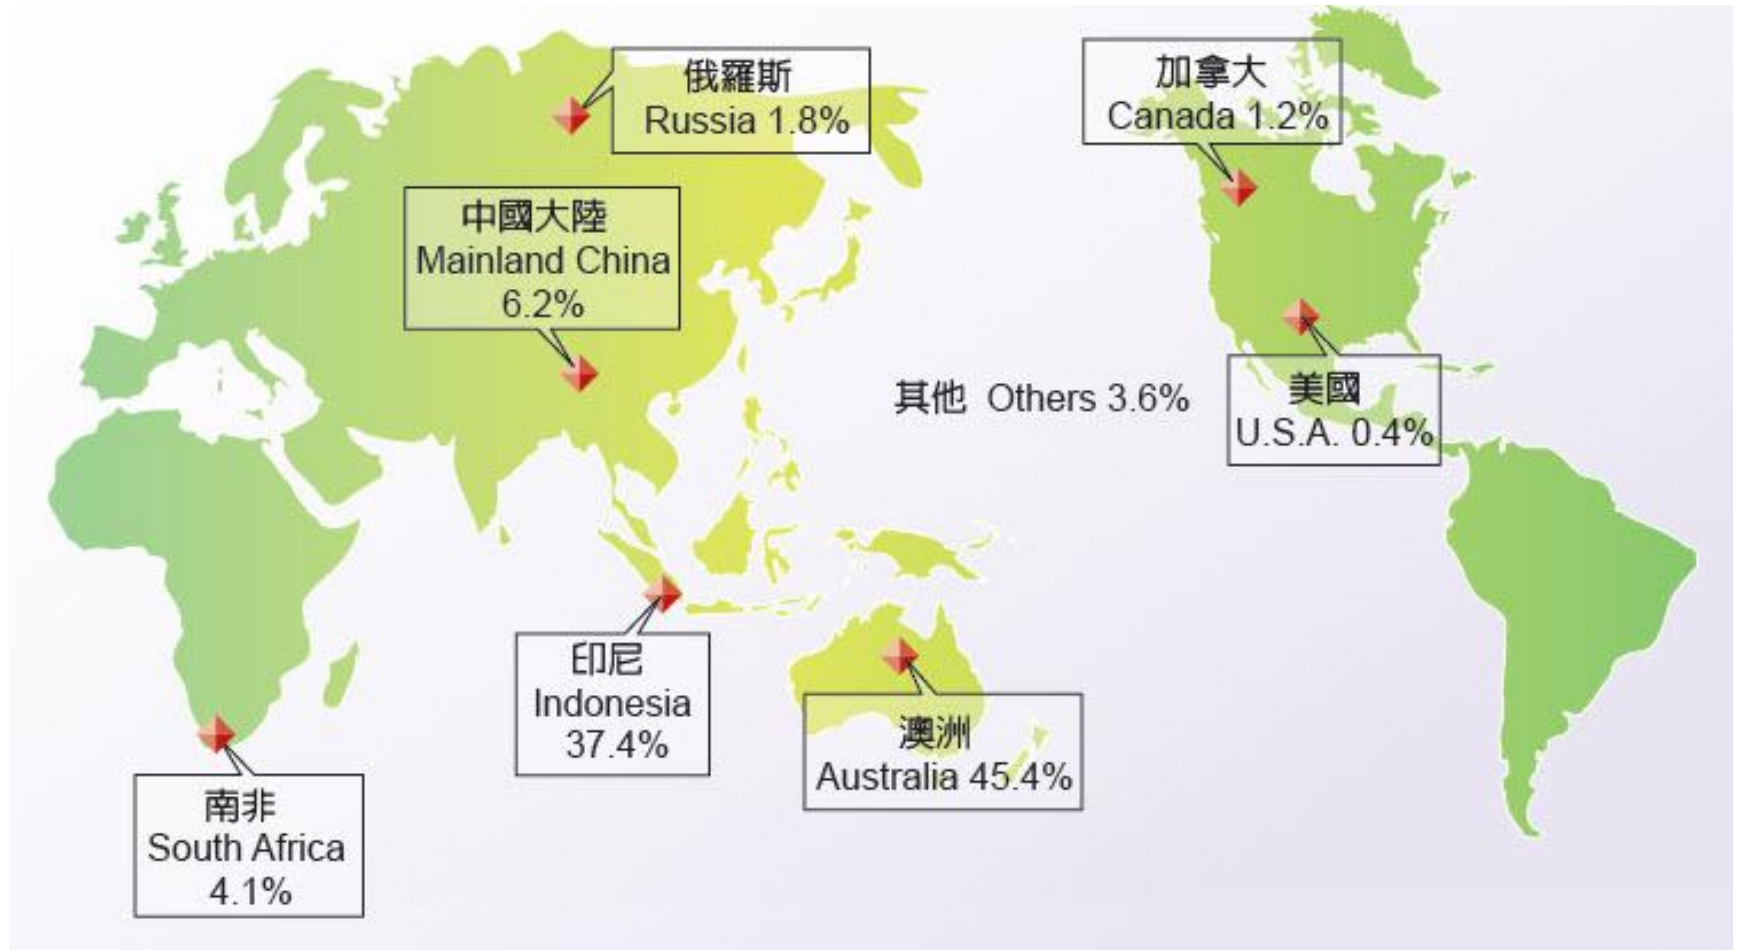 俄羅斯
Russia 1.8%
加拿大
Canada 1.2%
中國大陸
Mainland China
6.2%
其他 Others 3.6%
美國
U.S.A. 0.4%
印尼
Indonesia
37.4%
澳洲
Australia 45.4%
南非
South Africa
4.1%